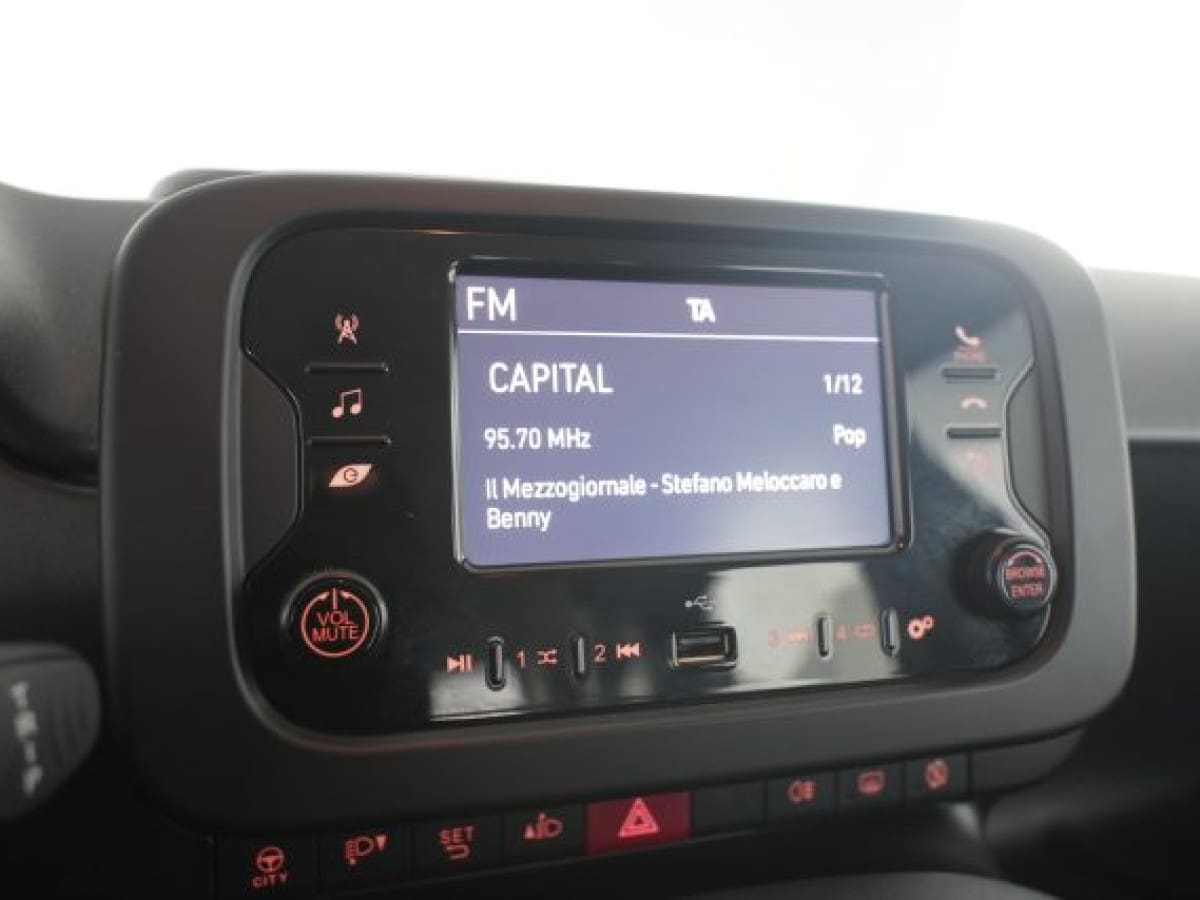 FM TA
CAPITAL 1/12
95.70 MHz Pop
Il Mezzogiornale - Stefano Meloccaro e
Benny
PHONE
VOL
MUTE
BROWSE
ENTER
1 2 3 4
CITY
SET